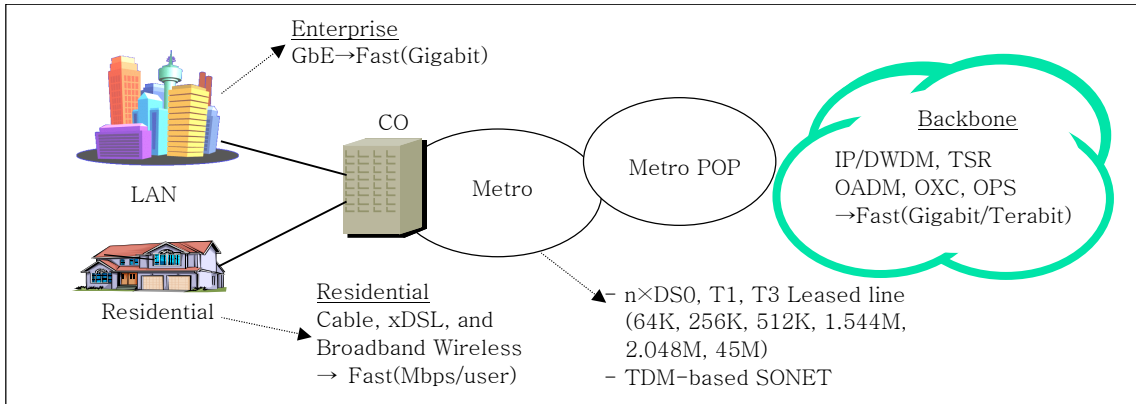 Enterprise
GbE→Fast(Gigabit)
CO
LAN
Metro
Metro POP
Backbone
IP/DWDM, TSR
OADM, OXC, OPS
→Fast(Gigabit/Terabit)
Residential
Residential
Cable, xDSL, and
Broadband Wireless
→ Fast(Mbps/user)
- n×DS0, T1, T3 Leased line
(64K, 256K, 512K, 1.544M,
2.048M, 45M)
- TDM-based SONET